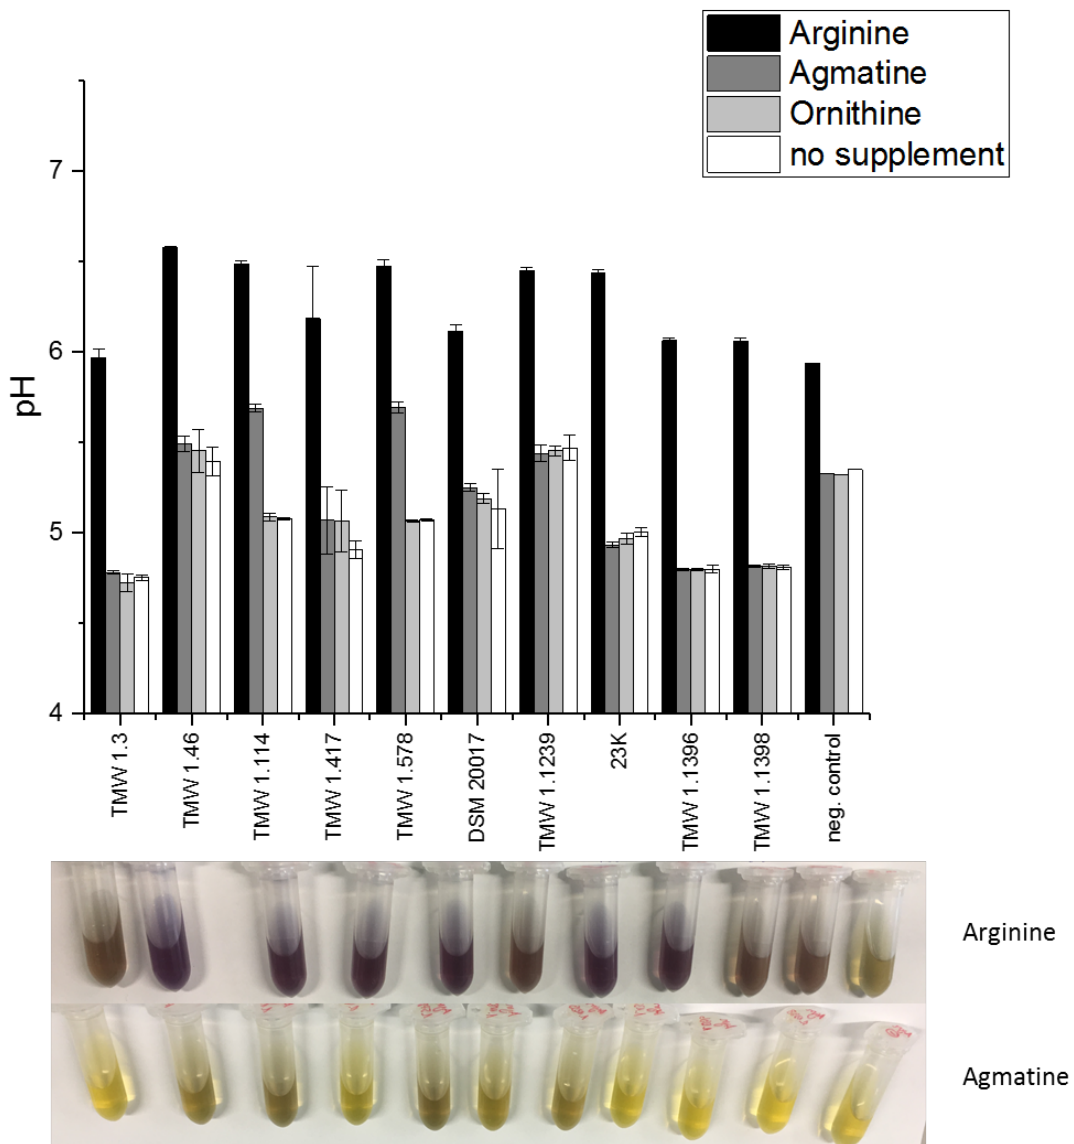 Arginine
Agmatine
Ornithine
no supplement
pH
7
6
5
4
TMW 1.3
TMW 1.46
TMW 1.114
TMW 1.417
TMW 1.578
DSM 20017
TMW 1.1239
23K
TMW 1.1396
TMW 1.1398
neg. control
Arginine
Agmatine